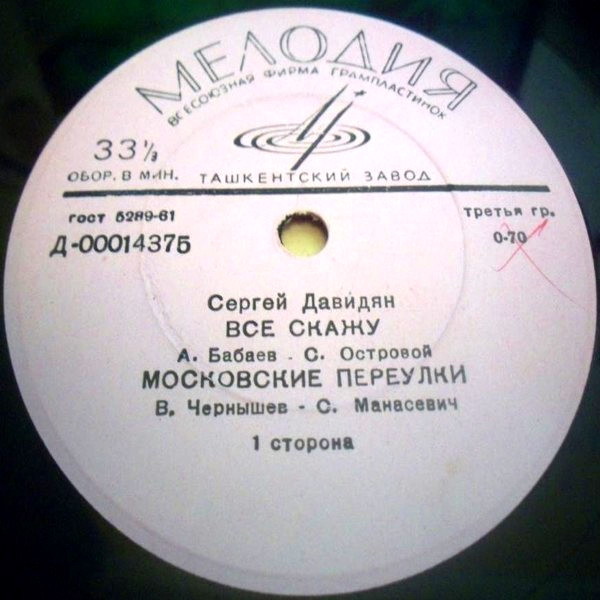 МЕЛОДИЯ
ВСЕСОЮЗНАЯ ФИРМА ГРАМПЛАСТИНОК
33⅓
ОБОР. В МИН.
ТАШКЕНТСКИЙ ЗАВОД
ГОСТ 5289-61
третья гр.
Д-00014375
0-70
Сергей Давидян
ВСЕ СКАЖУ
А. Бабаев - С. Островой
МОСКОВСКИЕ ПЕРЕУЛКИ
В. Чернышев - С. Манасевич
1 сторона